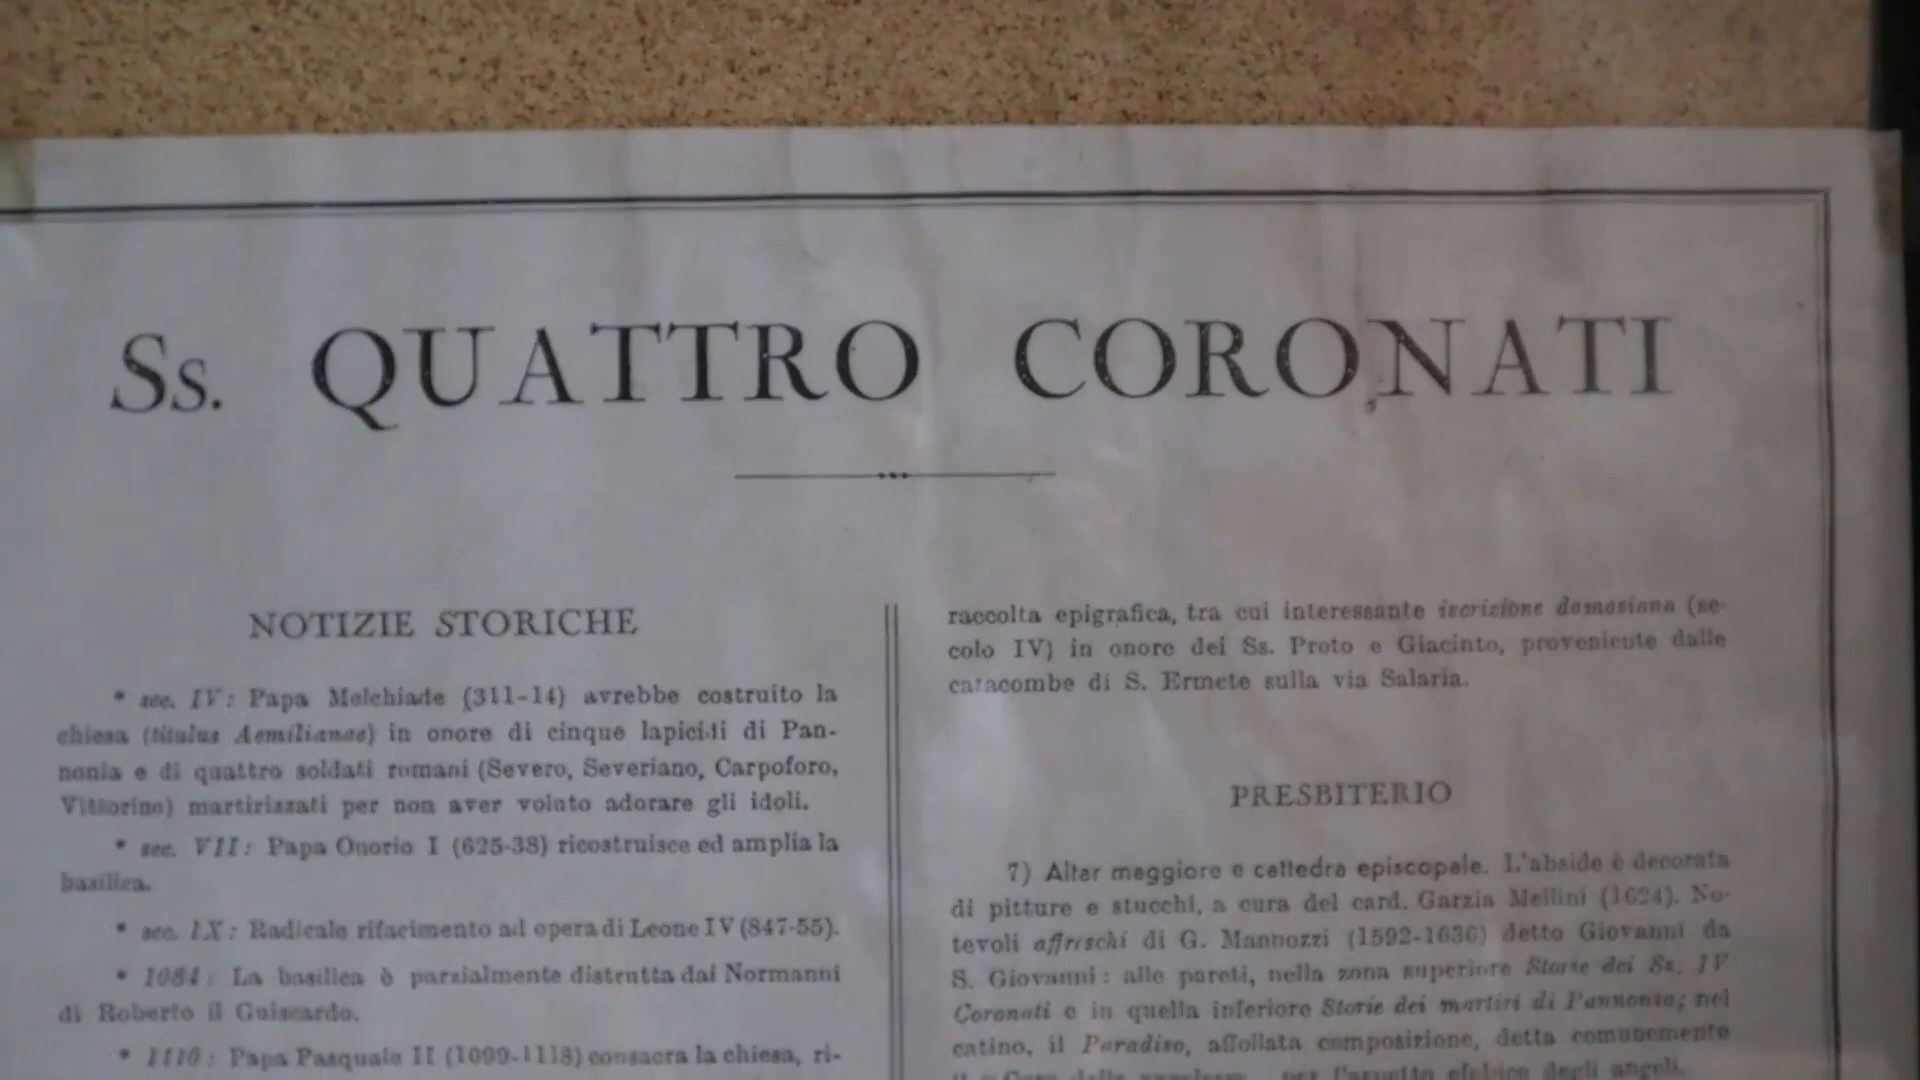 Ss. QUATTRO CORONATI
NOTIZIE STORICHE
* sec. IV: Papa Melchiade (311-14) avrebbe costruito la
chiesa (titulus Aemilianae) in onore di cinque lapicidi di Pan-
nonia e di quattro soldati romani (Severo, Severiano, Carpoforo,
Vittorino) martirizzati per non aver voluto adorare gli idoli.
* sec. VII: Papa Onorio I (625-38) ricostruisce ed amplia la
basilica.
* sec. IX: Radicale rifacimento ad opera di Leone IV (847-55).
* 1084: La basilica è parzialmente distrutta dai Normanni
di Roberto il Guiscardo.
* 1110: Papa Pasquale II (1099-1118) consacra la chiesa, ri-
raccolta epigrafica, tra cui interessante iscrizione damasiana (se-
colo IV) in onore dei Ss. Proto e Giacinto, proveniente dalle
catacombe di S. Ermete sulla via Salaria.
PRESBITERIO
7) Altar maggiore e cattedra episcopale. L'abside è decorata
di pitture e stucchi, a cura del card. Garzia Mellini (1624). No-
tevoli affreschi di G. Mannozzi (1592-1636) detto Giovanni da
S. Giovanni: alle pareti, nella zona superiore Storie dei Ss. IV
Coronati e in quella inferiore Storie dei martiri di Pannonia; nel
catino, il Paradiso, affollata composizione, detta comunemente
per l'aspetto efebico degli angeli.